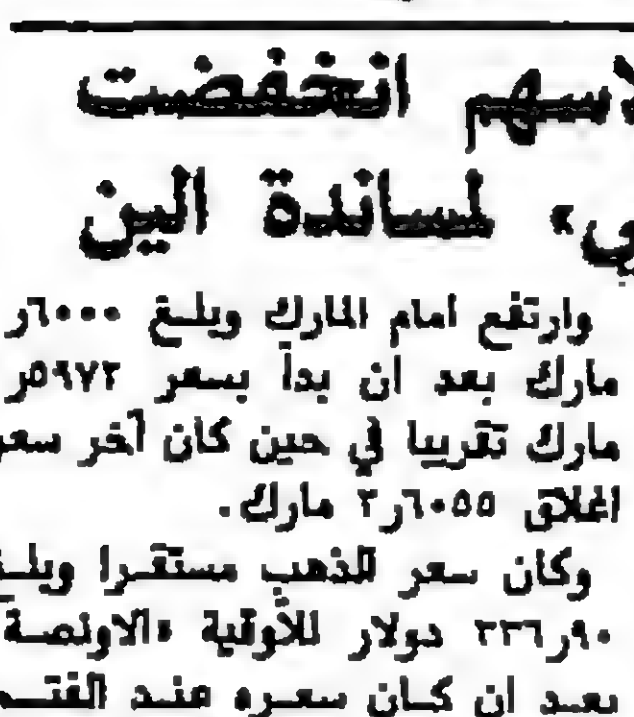 لاسهم انخفضت
ي» لمساندة الين
وارتفع امام المارك وبلغ ٦٠٠٠ر
مارك بعد ان بدأ بسعر ٥٩٧٢ر
مارك تقريبا في حين كان آخر سعر
اغلاق ٦٠٥٥ر٢ مارك.
وكان سعر الذهب مستقرا وبلغ
٩٠ر٣٣٦ دولار للأوقية «الاونصة
بعد ان كان سعره عند الفتح